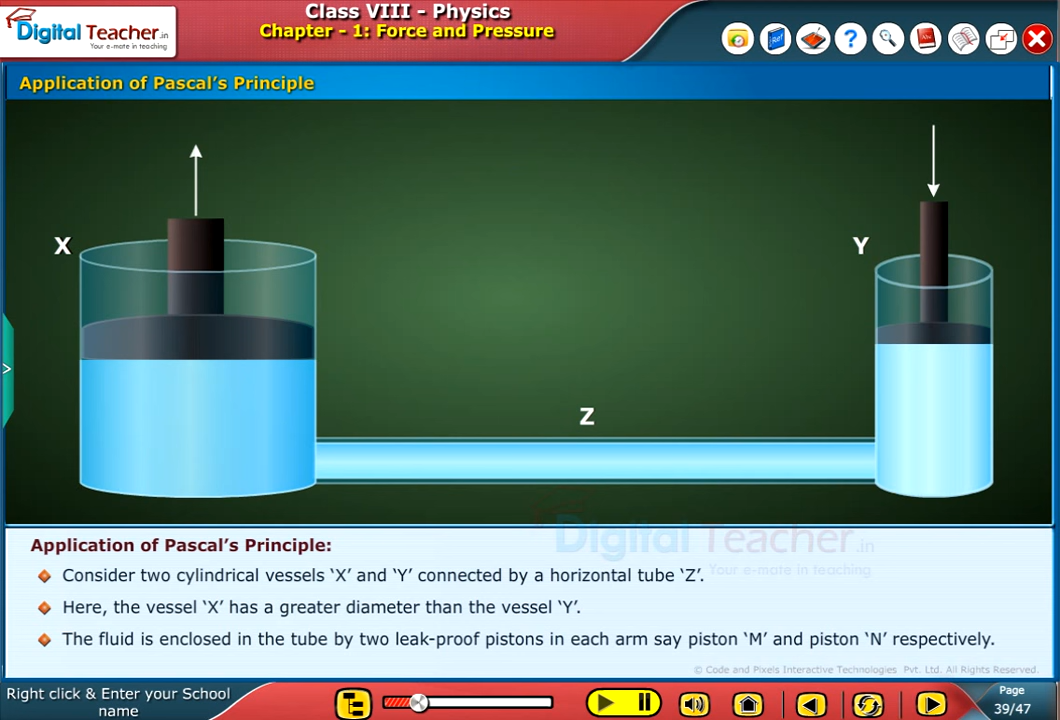 Digital Teacher.in
Your e-mate in teaching
Class VIII - Physics
Chapter - 1: Force and Pressure
Ref
Abc
Application of Pascal's Principle
X
Y
Z
Application of Pascal's Principle:
Consider two cylindrical vessels ‘X’ and ‘Y’ connected by a horizontal tube ‘Z’.
Here, the vessel ‘X’ has a greater diameter than the vessel ‘Y’.
The fluid is enclosed in the tube by two leak-proof pistons in each arm say piston ‘M’ and piston ‘N’ respectively.
Digital Teacher.in
Your e-mate in teaching
© Code and Pixels Interactive Technologies Pvt. Ltd. All Rights Reserved.
Right click & Enter your School
name
Page
39/47